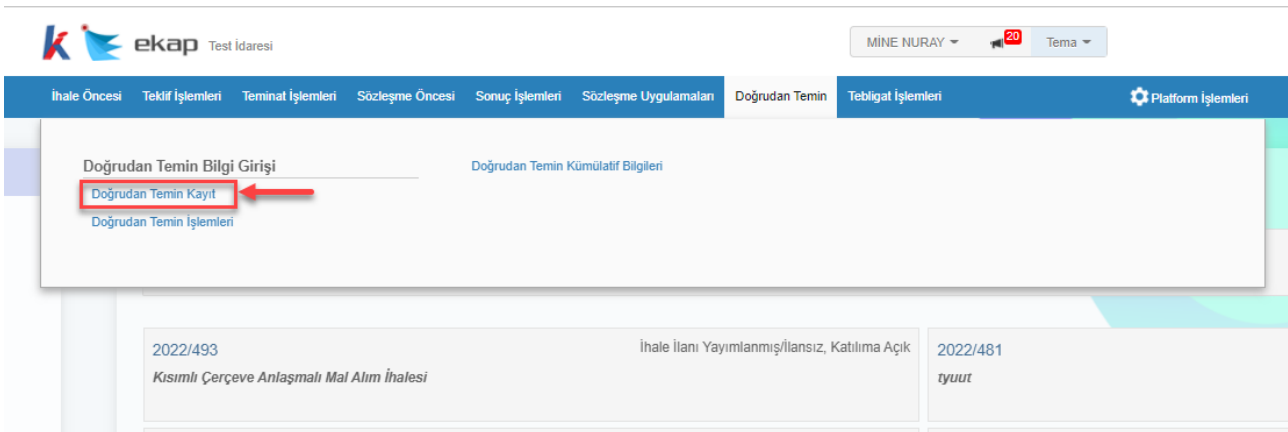 ekap Test İdaresi
MİNE NURAY 20 Tema
İhale Öncesi Teklif İşlemleri Teminat İşlemleri Sözleşme Öncesi Sonuç İşlemleri Sözleşme Uygulamaları Doğrudan Temin Tebligat İşlemleri Platform İşlemleri
Doğrudan Temin Bilgi Girişi
Doğrudan Temin Kayıt
Doğrudan Temin İşlemleri
Doğrudan Temin Kümülatif Bilgileri
2022/493 İhale İlanı Yayımlanmış/İlansız, Katılıma Açık
Kısımlı Çerçeve Anlaşmalı Mal Alım İhalesi
2022/481
tyuut